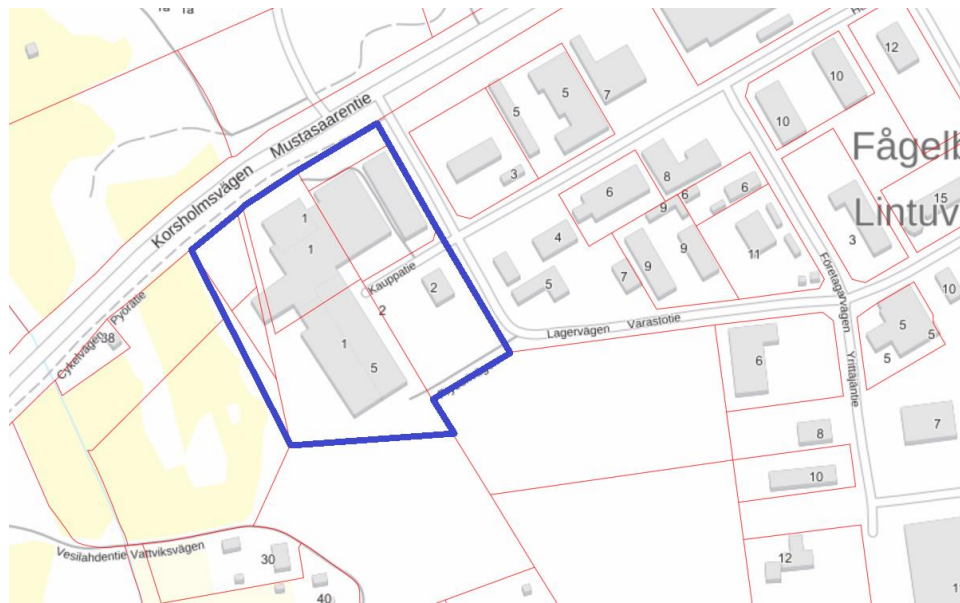 1a
1a
Korsholmsvägen
Mustasaarentie
12
10
10
7
5
5
3
Fågelb
Lintuv
8
6
6
6
9
15
3
4
9
9
11
7
5
1
1
Kauppatie
2
2
1
5
Lagervägen
Varastotie
Företagarvägen
Yrittäjäntie
10
5
5
5
6
7
8
10
12
Cykelvägen
Pyörätie
38
Vesilahdentie
Vattviksvägen
30
40